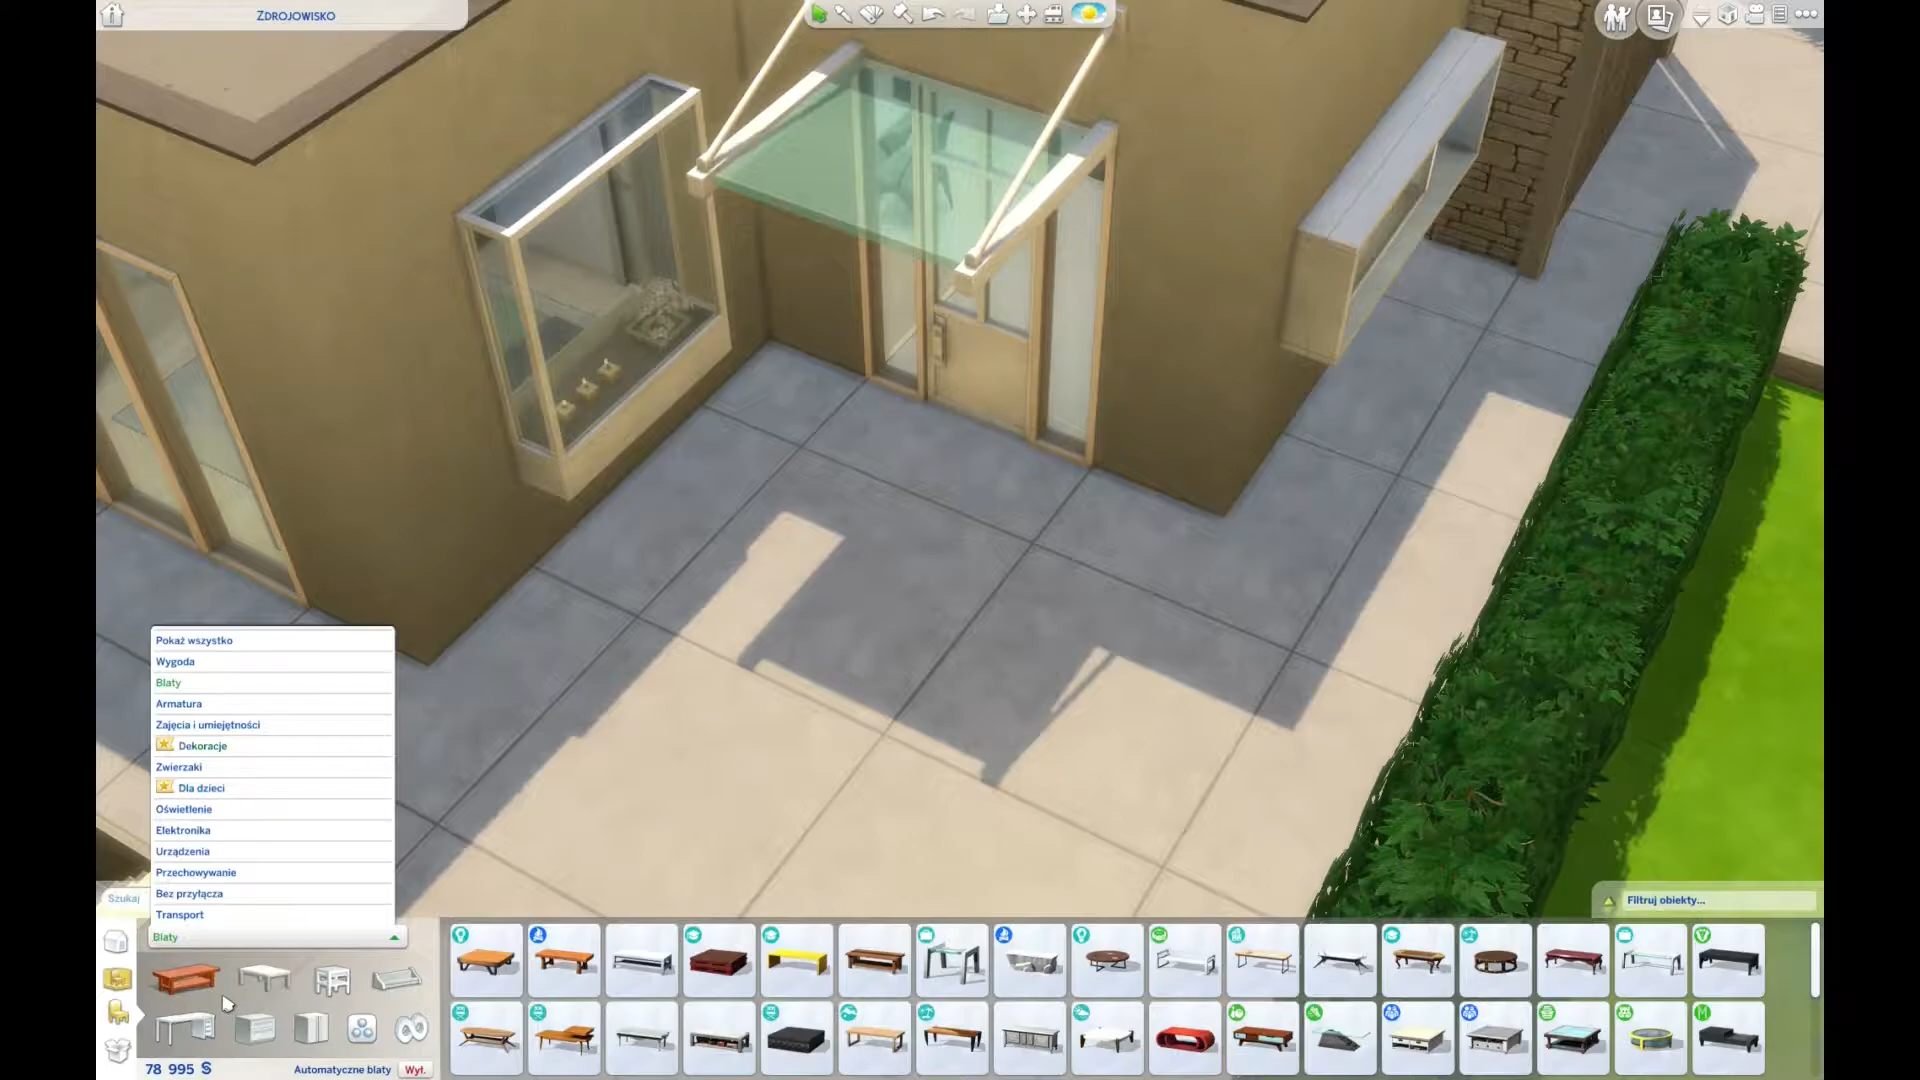 Zdrojowisko
Pokaż wszystko
Wygoda
Blaty
Armatura
Zajęcia i umiejętności
Dekoracje
Zwierzaki
Dla dzieci
Oświetlenie
Elektronika
Urządzenia
Przechowywanie
Bez przyłącza
Transport
Szukaj
Filtruj obiekty...
Blaty
78 995 S
Automatyczne blaty Wył.